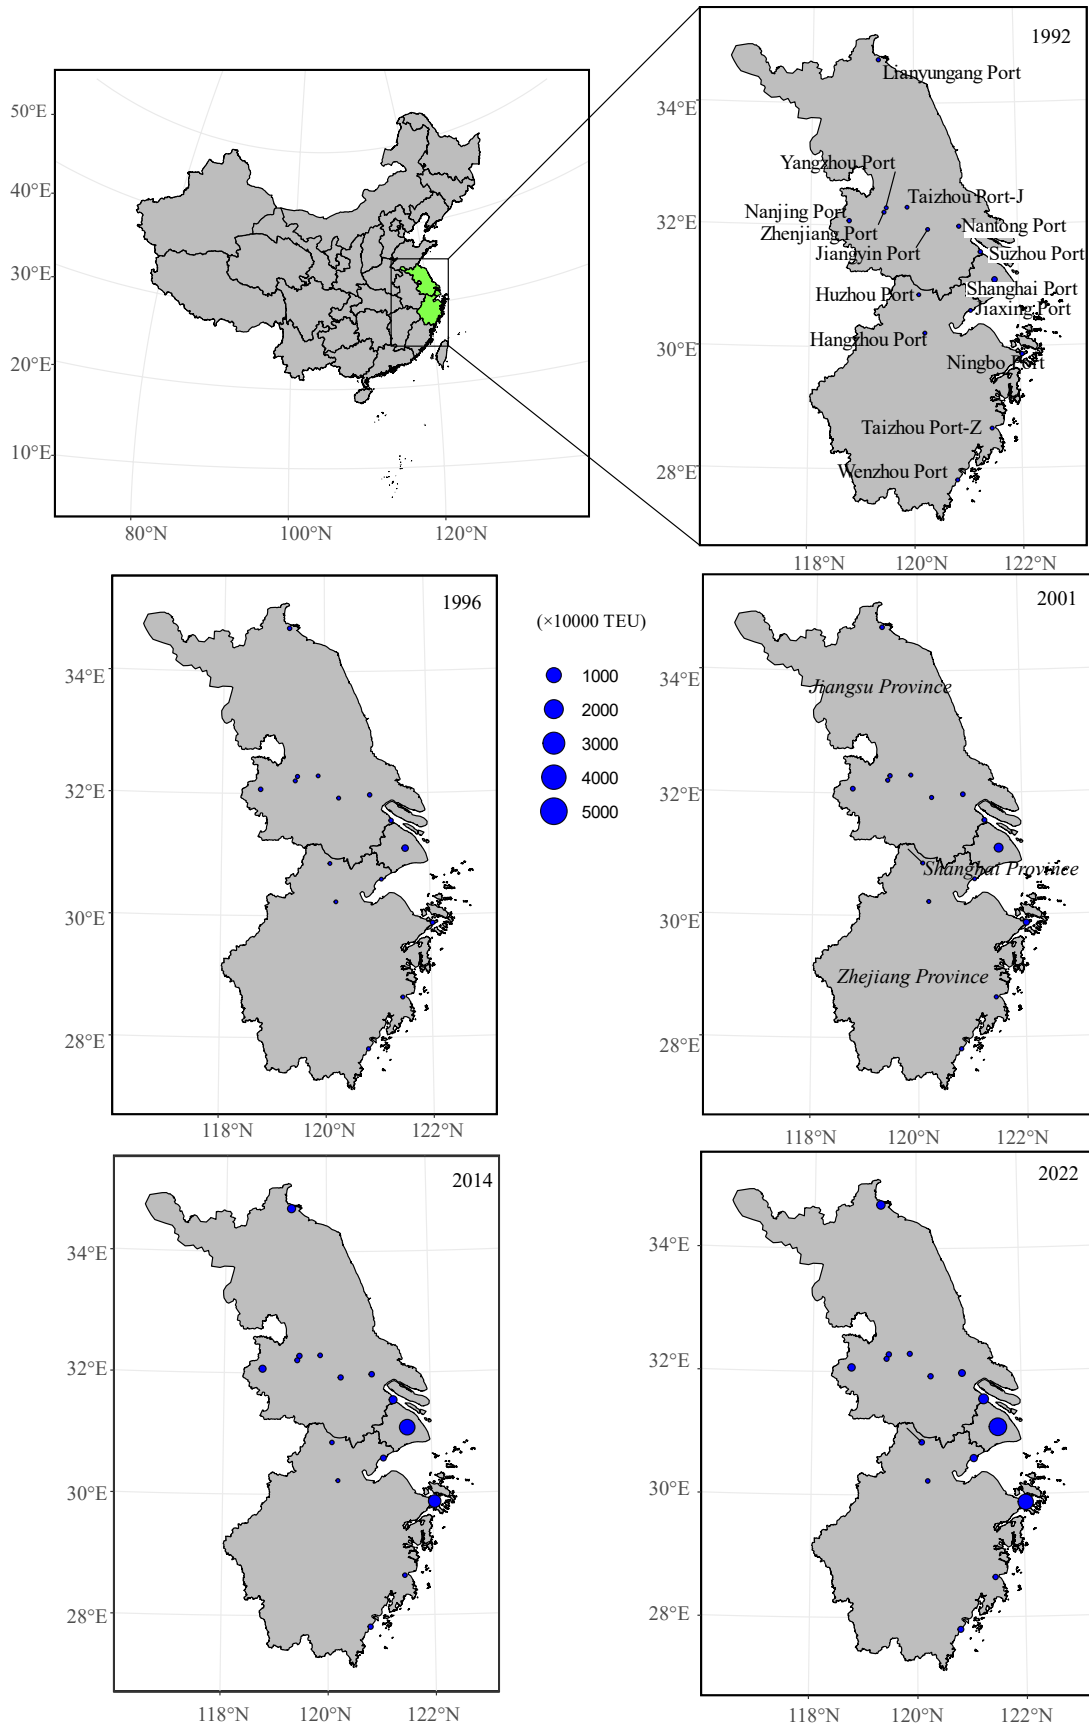 50°E
40°E
30°E
20°E
10°E
80°N
100°N
120°N
1992
Lianyungang Port
34°E
Yangzhou Port
Taizhou Port-J
Nanjing Port
32°E
Zhenjiang Port
Nantong Port
Jiangyin Port
Suzhou Port
Shanghai Port
Huzhou Port
Jiaxing Port
Hangzhou Port
30°E
Ningbo Port
Taizhou Port-Z
28°E
Wenzhou Port
118°N
120°N
122°N
1996
34°E
32°E
30°E
28°E
118°N
120°N
122°N
(×10000 TEU)
1000
2000
3000
4000
5000
2001
34°E
Jiangsu Province
32°E
Shanghai Province
30°E
Zhejiang Province
28°E
118°N
120°N
122°N
2014
34°E
32°E
30°E
28°E
118°N
120°N
122°N
2022
34°E
32°E
30°E
28°E
118°N
120°N
122°N